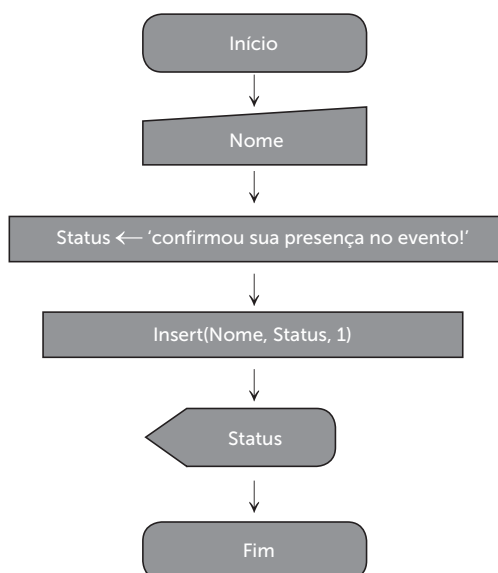 Início
Nome
Status ← ‘confirmou sua presença no evento!’
Insert(Nome, Status, 1)
Status
Fim